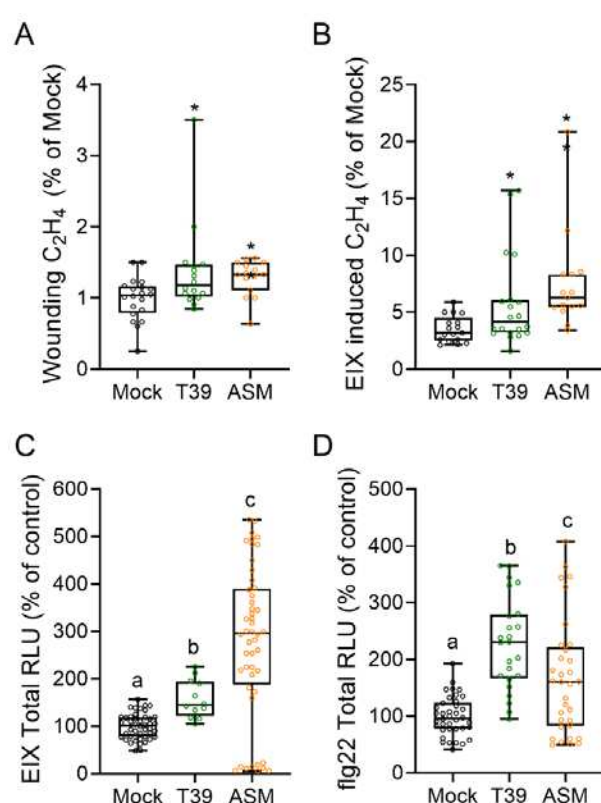 A
Wounding C₂H₄ (% of Mock)
4
3
2
1
0
*
*
Mock T39 ASM
B
EIX induced C₂H₄ (% of Mock)
25
20
15
10
5
0
*
*
*
Mock T39 ASM
C
EIX Total RLU (% of control)
600
500
400
300
200
100
0
a
b
c
Mock T39 ASM
D
flg22 Total RLU (% of control)
500
400
300
200
100
0
a
b
c
Mock T39 ASM